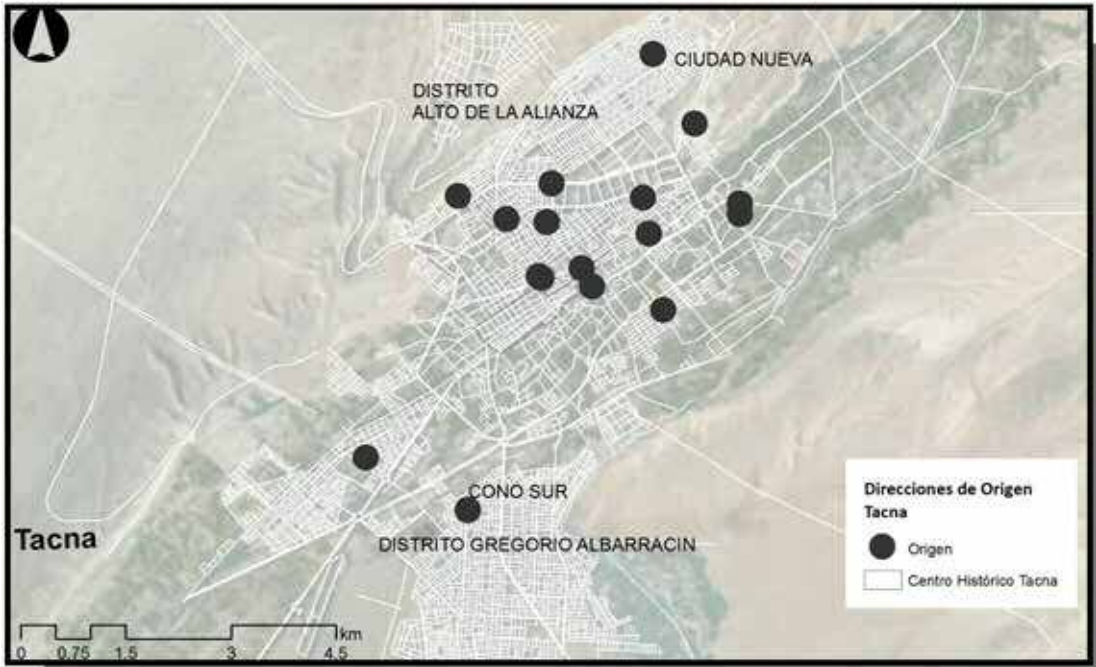 CIUDAD NUEVA
DISTRITO
ALTO DE LA ALIANZA
CONO SUR
DISTRITO GREGORIO ALBARRACIN
Tacna
Direcciones de Origen
Tacna
Origen
Centro Histórico Tacna
km
0 0.75 1.5 3 4.5